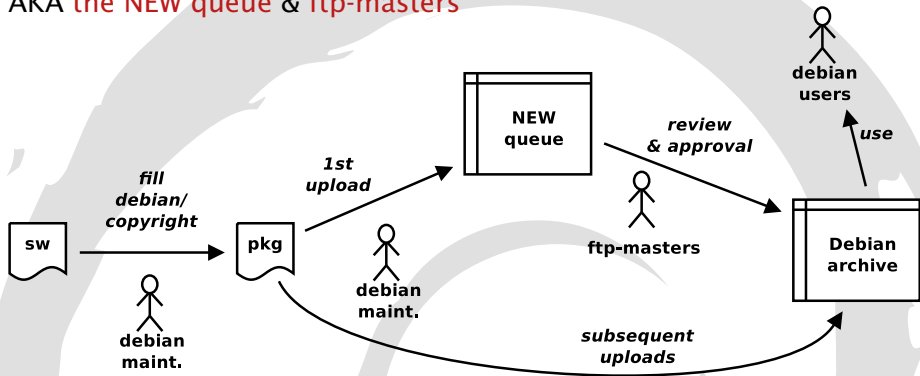 AKA the NEW queue & ftp-masters
debian
users
NEW
queue
review
& approval
use
1st
upload
fill
debian/
copyright
sw
pkg
ftp-masters
Debian
archive
debian
maint.
debian
maint.
subsequent
uploads